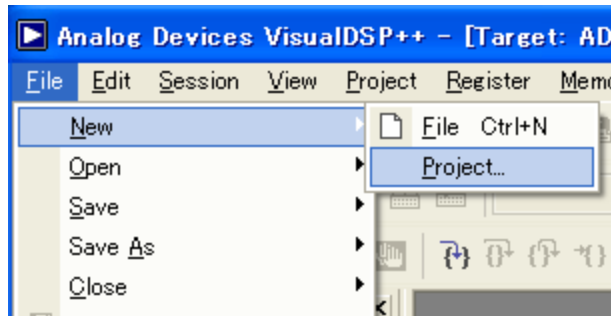 Analog Devices VisualDSP++ - [Target: AD
File Edit Session View Project Register Memo
New
File Ctrl+N
Open
Project...
Save
Save As
Close